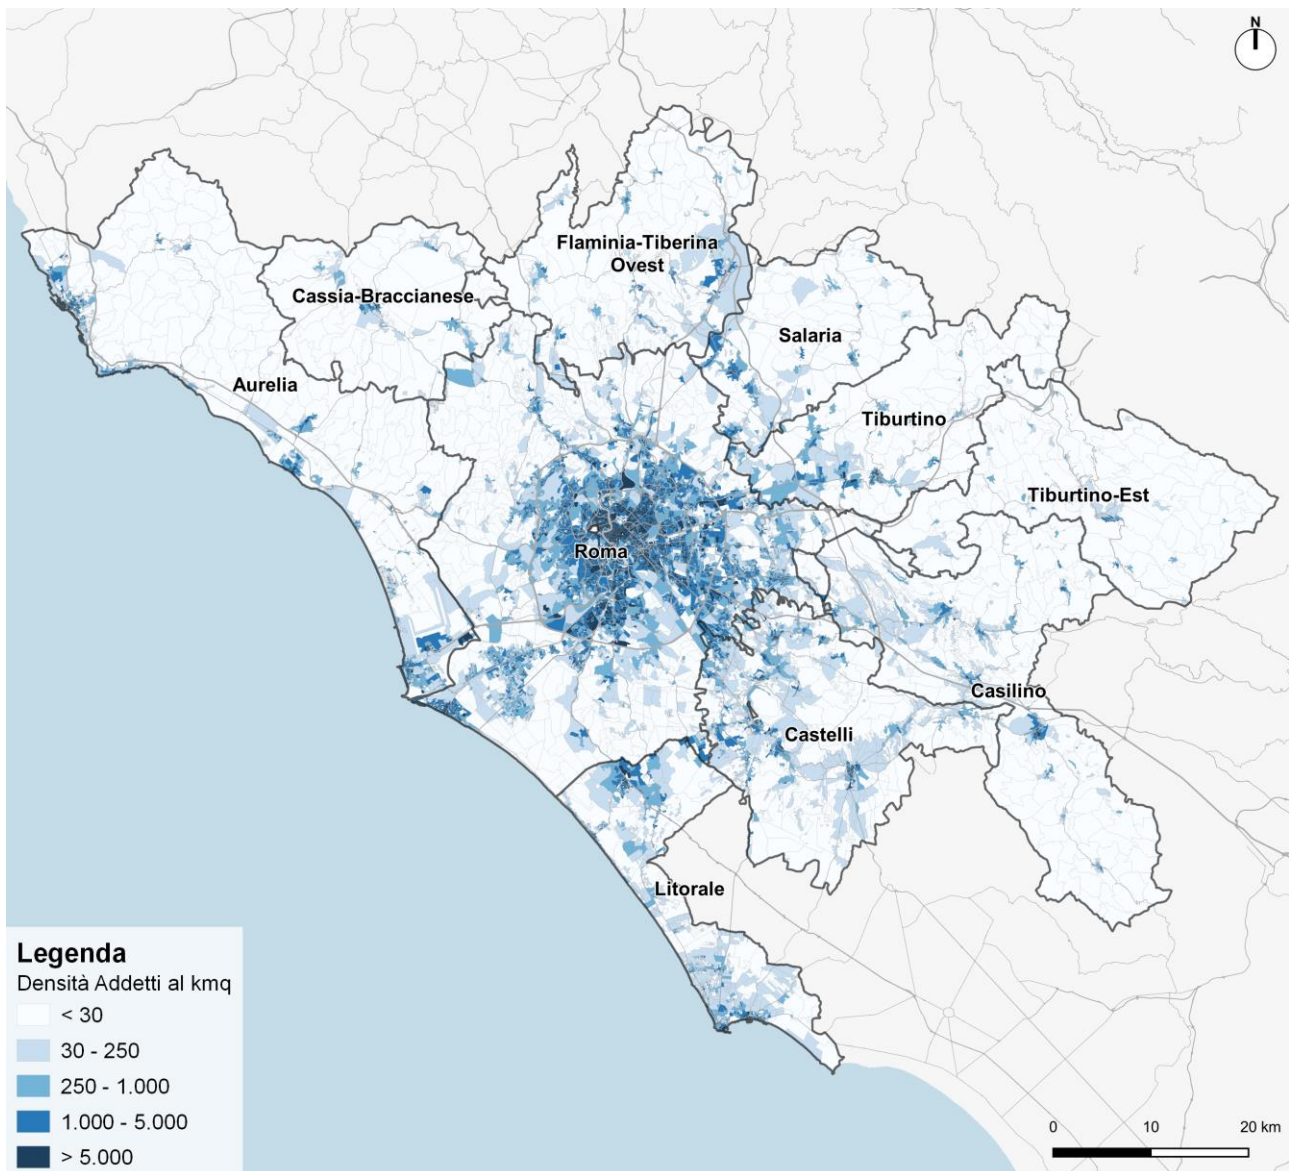 N
Flaminia-Tiberina
Ovest
Cassia-Braccianese
Salaria
Aurelia
Tiburtino
Tiburtino-Est
Roma
Casilino
Castelli
Litorale
Legenda
Densità Addetti al kmq
< 30
30 - 250
250 - 1.000
1.000 - 5.000
> 5.000
0 10 20 km